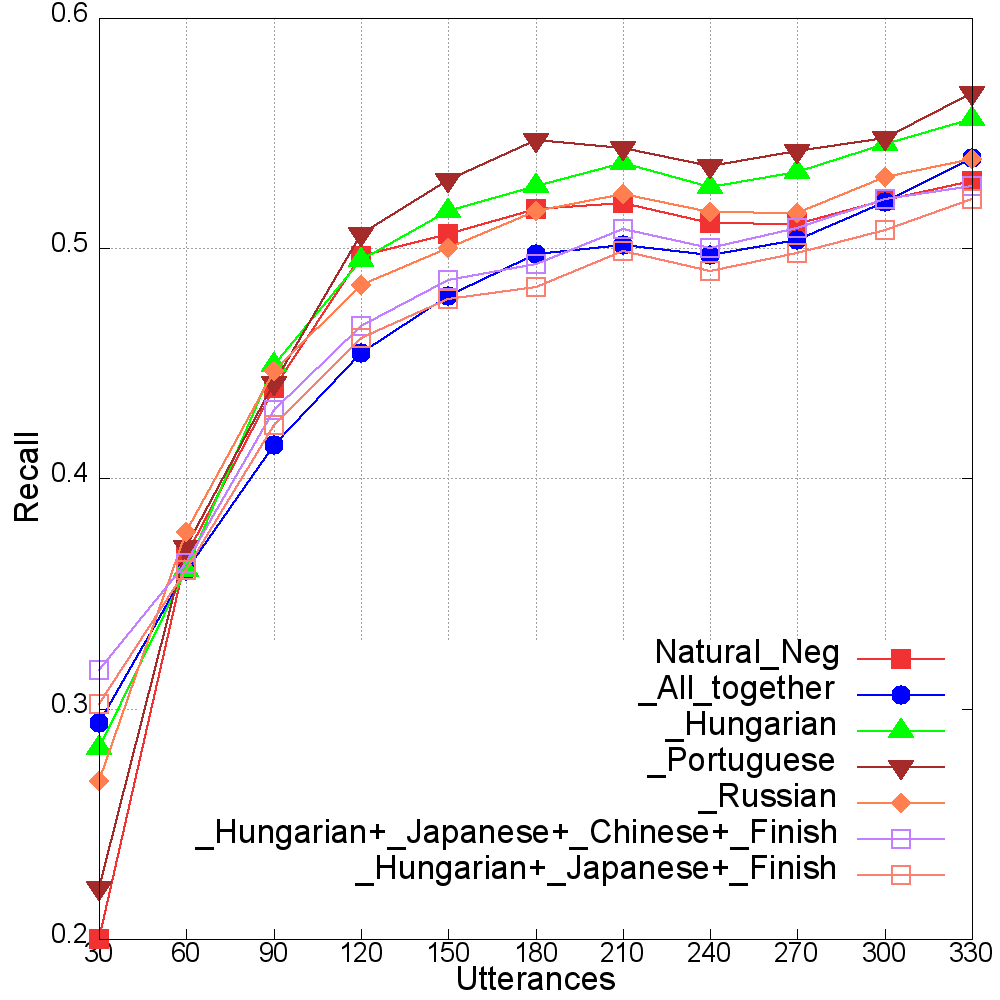 0.6
0.5
0.4
0.3
0.2
Recall
Natural_Neg
_All_together
_Hungarian
_Portuguese
_Russian
_Hungarian+_Japanese+_Chinese+_Finish
_Hungarian+_Japanese+_Finish
30 60 90 120 150 180 210 240 270 300 330
Utterances